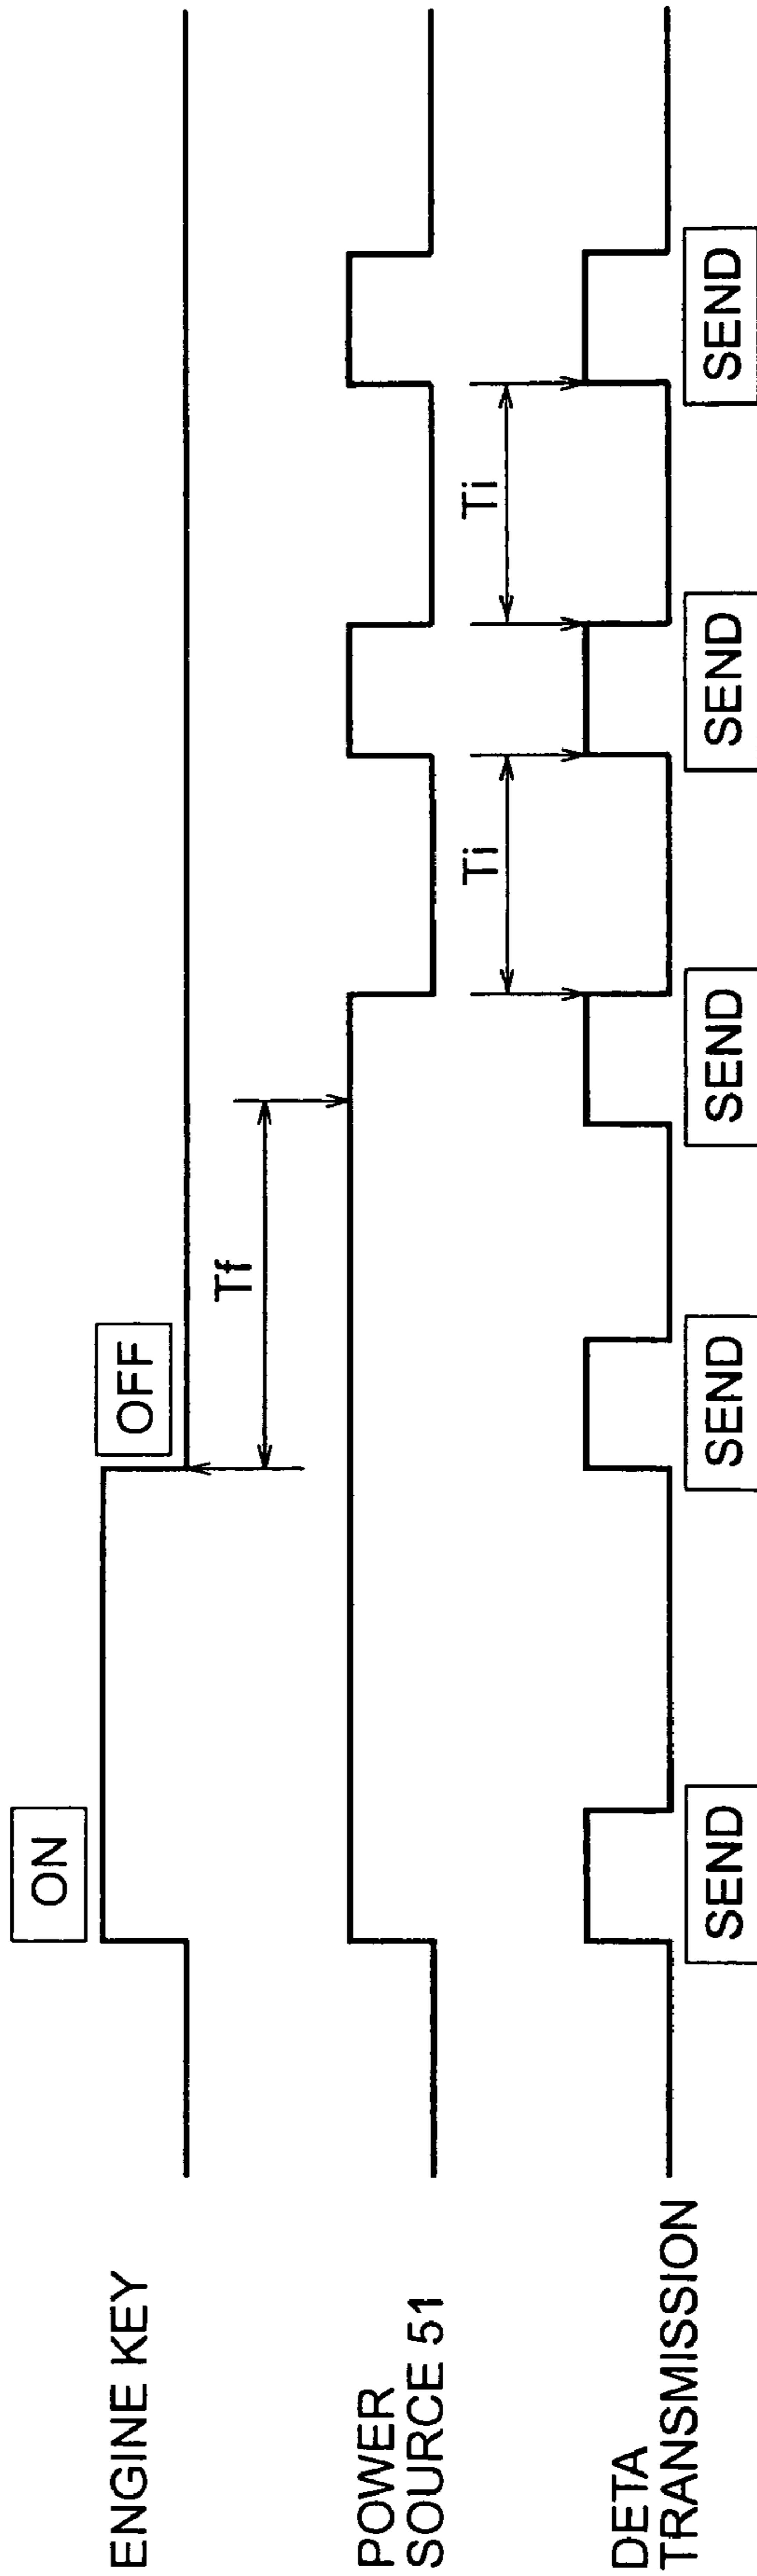 ON
OFF
ENGINE KEY
Tf
POWER
SOURCE 51
Ti
Ti
DETA
TRANSMISSION
SEND
SEND
SEND
SEND
SEND